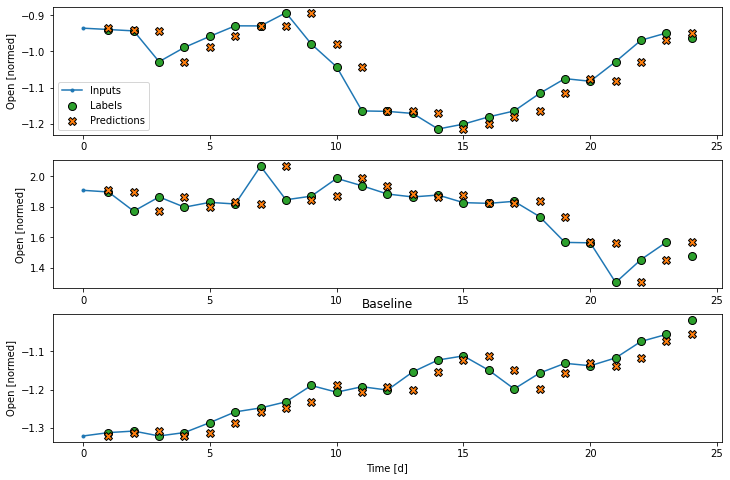 −0.9
−1.0
−1.1
−1.2
Open [normed]
Inputs
Labels
Predictions
0 5 10 15 20 25
2.0
1.8
1.6
1.4
Open [normed]
0 5 10 15 20 25
Baseline
−1.1
−1.2
−1.3
Open [normed]
0 5 10 15 20 25
Time [d]